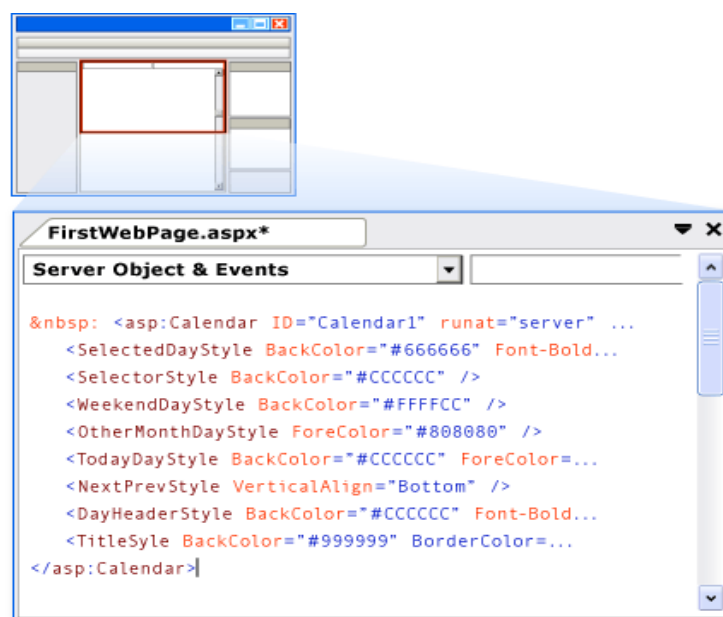 FirstWebPage.aspx*
Server Object & Events
&nbsp: <asp:Calendar ID="Calendar1" runat="server" ...
<SelectedDayStyle BackColor="#666666" Font-Bold...
<SelectorStyle BackColor="#CCCCCC" />
<WeekendDayStyle BackColor="#FFFFCC" />
<OtherMonthDayStyle ForeColor="#808080" />
<TodayDayStyle BackColor="#CCCCCC" ForeColor=...
<NextPrevStyle VerticalAlign="Bottom" />
<DayHeaderStyle BackColor="#CCCCCC" Font-Bold...
<TitleSyle BackColor="#999999" BorderColor=...
</asp:Calendar>